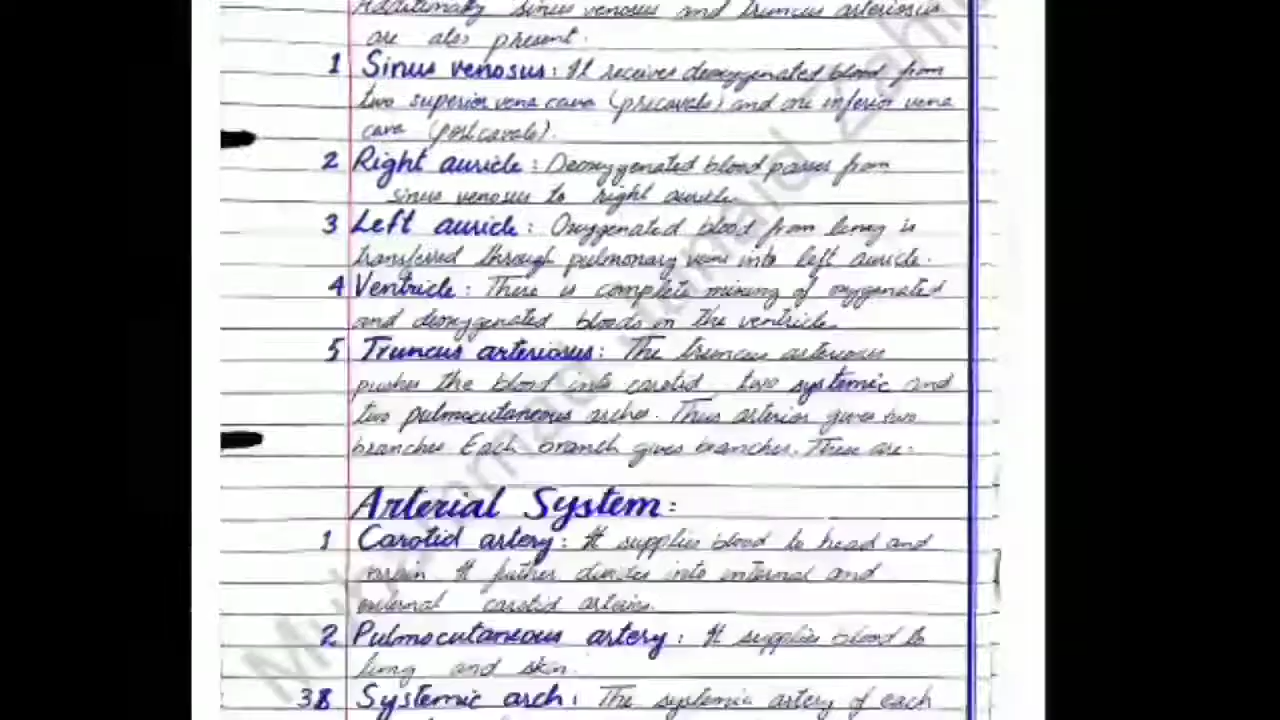 Additionaly sinus venosus and truncus arteriosus
are also present.
1 Sinus venosus: It receives deoxygenated blood from
two superior vena cava (precavals) and one inferior vena
cava (postcavals).
2 Right auricle: Deoxygenated blood passes from
sinus venosus to right auricle.
3 Left auricle: Oxygenated blood from lung is
transferred through pulmonary veins into left auricle.
4 Ventricle: There is complete mixing of oxygenated
and deoxygenated bloods in the ventricle.
5 Truncus arteriosus: The truncus arteriosus
pushes the blood into carotid, two systemic and
two pulmocutaneous arches. Thus arterior gives two
branches. Each branch gives branches. These are:
Arterial System:
1 Carotid artery: It supplies blood to head and
It further divides into internal and
external carotid
2 Pulmocutaneous artery: It supplies blood to
lung and skin.
3 Systemic arch: The systemic artery of each